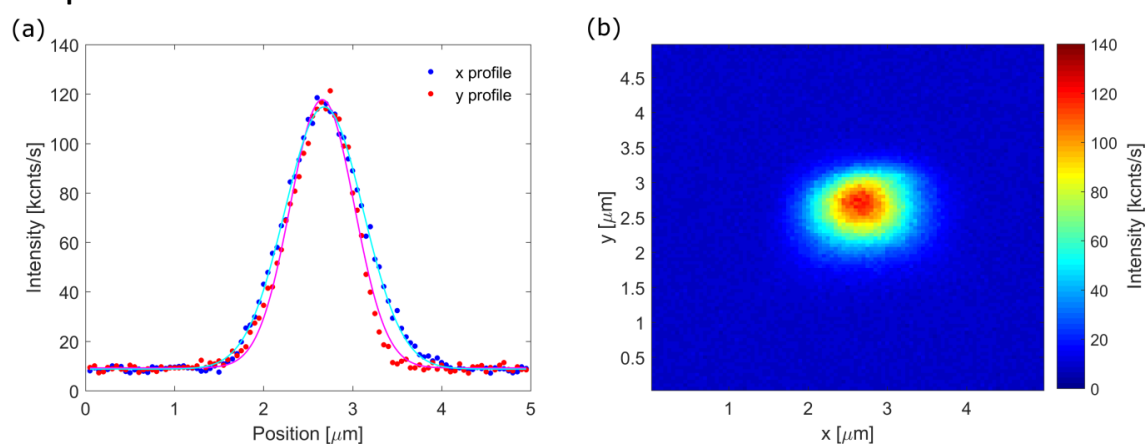 (a)
140
120
100
80
60
40
20
0
Intensity [kcnts/s]
x profile
y profile
0 1 2 3 4 5
Position [μm]
(b)
4.5
4
3.5
3
2.5
2
1.5
1
0.5
y [μm]
1 2 3 4
x [μm]
140
120
100
80
60
40
20
0
Intensity [kcnts/s]